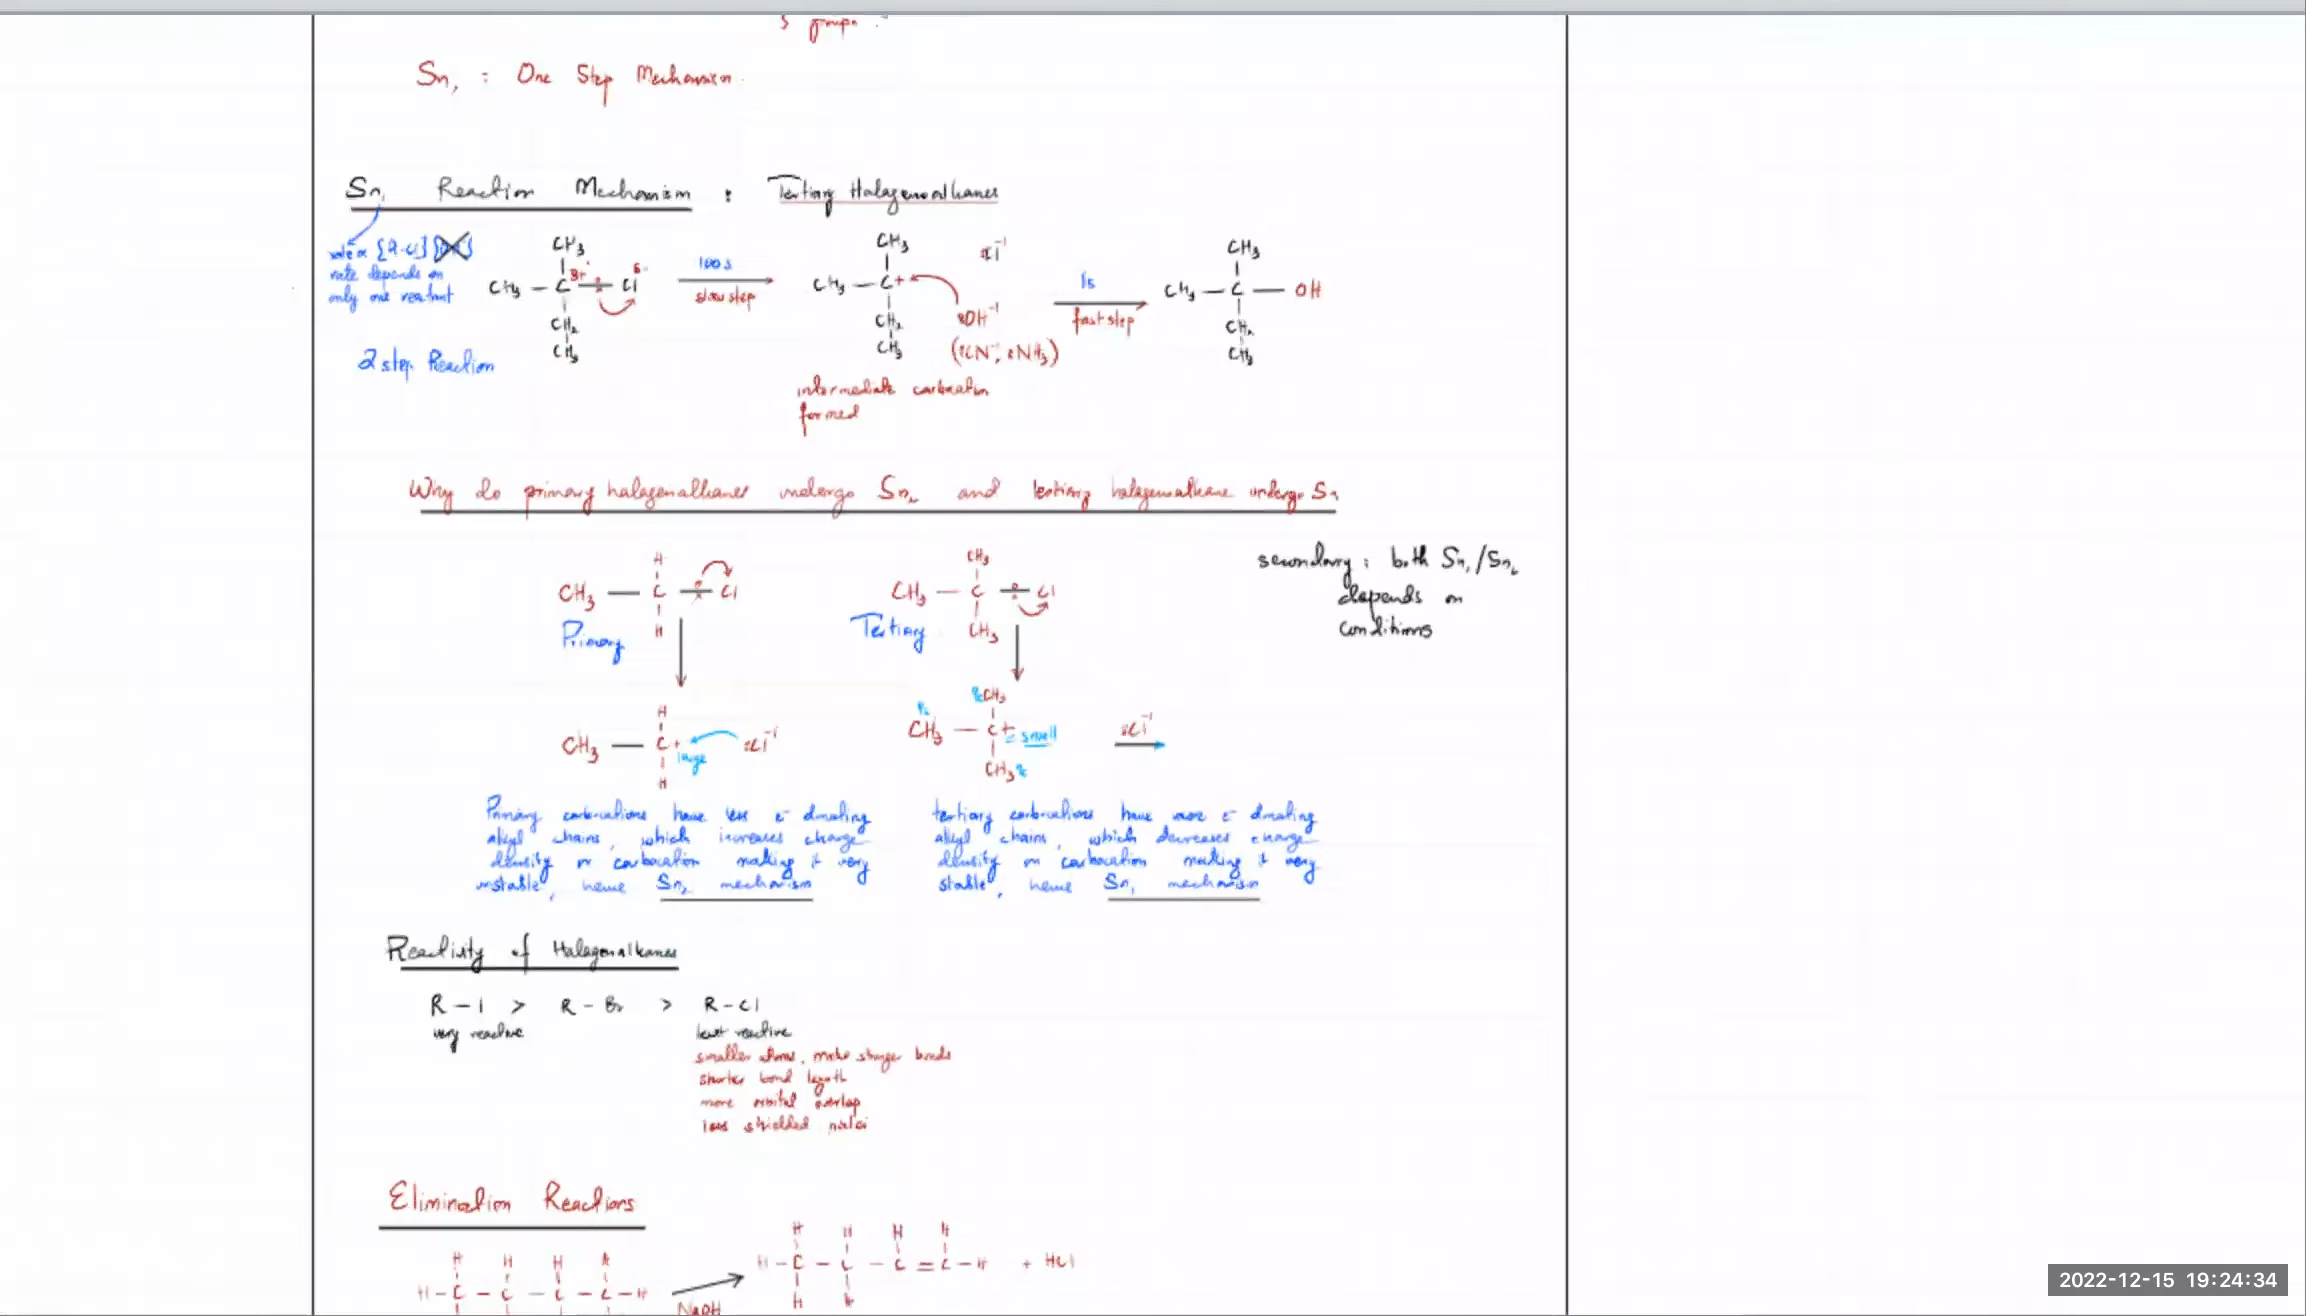 3 groups
Sn1 : One Step Mechanism.
Sn1 Reaction Mechanism : Tertiary Halogenoalkanes
rate ∝ [R-Cl]
rate depends on
only one reactant
2 step Reaction
CH3
CH3 — C — Cl
δ+ δ-
CH2
CH3
100s
slow step
CH3
CH3 — C+
CH2
CH3
:Cl-1
:OH-1
(:CN-, :NH3)
intermediate carbocation
formed
1s
fast step
CH3
CH3 — C — OH
CH2
CH3
Why do primary halogenalkanes undergo Sn2 and tertiary halogenoalkane undergo Sn1
H
CH3 — C — Cl
H
Primary
CH3
CH3 — C — Cl
CH3
Tertiary
secondary : both Sn1/Sn2
depends on
conditions
H
CH3 — C+ :Cl-1
large
H
CH3
CH3 — C+ :Cl-1
= small
CH3
Primary carbocations have less e- donating
alkyl chains, which increases charge
density on carbocation making it very
unstable, hence Sn2 mechanism
tertiary carbocations have more e- donating
alkyl chains, which decreases charge
density on carbocation making it very
stable, hence Sn1 mechanism
Reactivity of Halogenalkanes
R - I > R - Br > R - Cl
very reactive
least reactive
smaller atoms, make stronger bonds
shorter bond length
more orbital overlap
less shielded nuclei
Elimination Reactions
H H H H
H - C - C - C - C - H
NaOH
H H H H
H - C - C - C = C - H + HCl
H H
2022-12-15 19:24:34